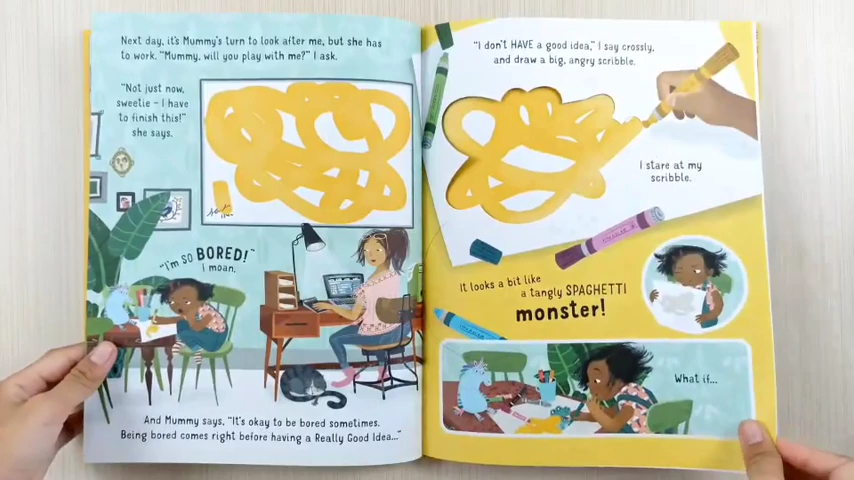 Next day, it's Mummy's turn to look after me, but she has
to work. "Mummy, will you play with me?" I ask.
"Not just now,
sweetie – I have
to finish this!"
she says.
"I'm SO BORED!"
I moan.
And Mummy says, "It's okay to be bored sometimes.
Being bored comes right before having a Really Good Idea..."
"I don't HAVE a good idea," I say crossly,
and draw a big, angry scribble.
I stare at my
scribble.
It looks a bit like
a tangly SPAGHETTI
monster!
What if...